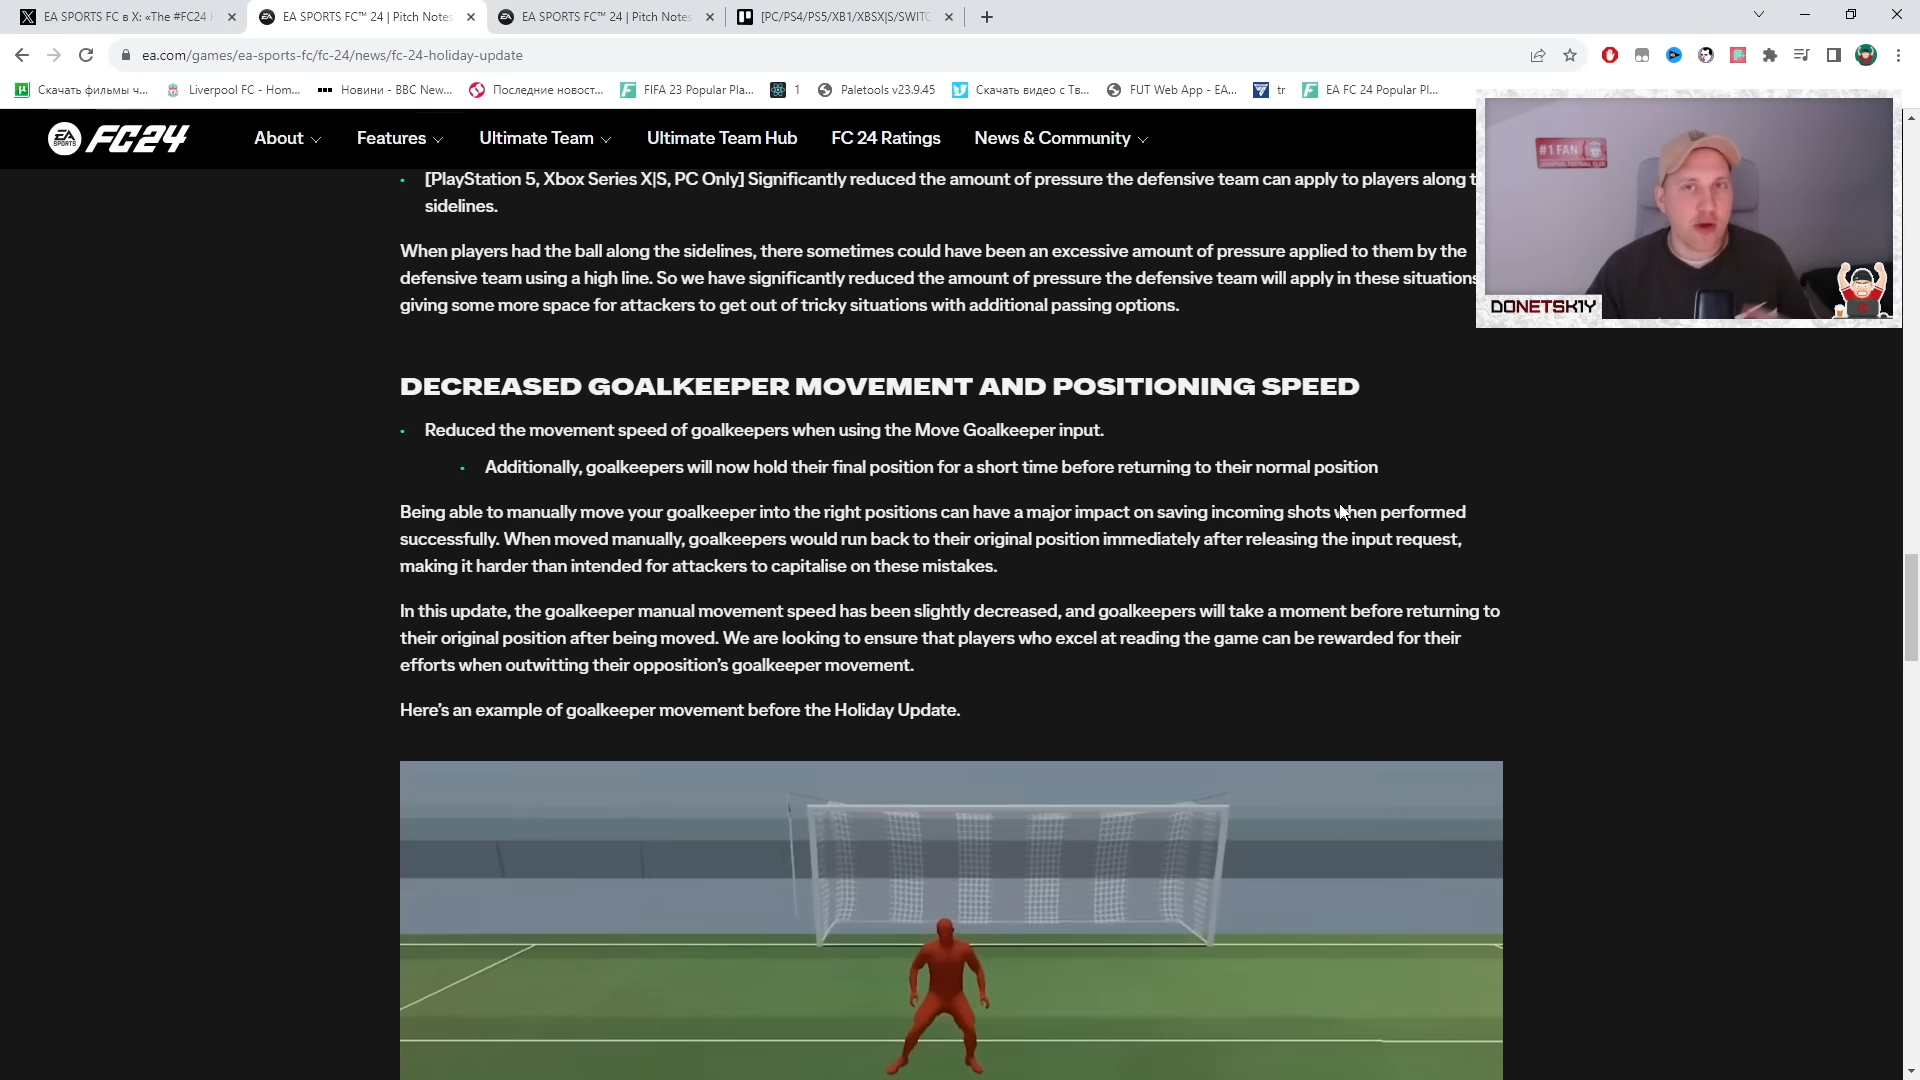 EA SPORTS FC в X: «The #FC24 H
EA SPORTS FC™ 24 | Pitch Notes
EA SPORTS FC™ 24 | Pitch Notes
[PC/PS4/PS5/XB1/XBSX|S/SWITC
ea.com/games/ea-sports-fc/fc-24/news/fc-24-holiday-update
Скачать фильмы ч...
Liverpool FC - Hom...
Новини - BBC New...
Последние новост...
FIFA 23 Popular Pla...
1
Paletools v23.9.45
Скачать видео с Тв...
FUT Web App - EA...
tr
EA FC 24 Popular Pl...
EA SPORTS FC24
About
Features
Ultimate Team
Ultimate Team Hub
FC 24 Ratings
News & Community
#1 FAN
LIVERPOOL FOOTBALL CLUB
DONETSK1Y
[PlayStation 5, Xbox Series X|S, PC Only] Significantly reduced the amount of pressure the defensive team can apply to players along t
sidelines.
When players had the ball along the sidelines, there sometimes could have been an excessive amount of pressure applied to them by the
defensive team using a high line. So we have significantly reduced the amount of pressure the defensive team will apply in these situations
giving some more space for attackers to get out of tricky situations with additional passing options.
DECREASED GOALKEEPER MOVEMENT AND POSITIONING SPEED
Reduced the movement speed of goalkeepers when using the Move Goalkeeper input.
Additionally, goalkeepers will now hold their final position for a short time before returning to their normal position
Being able to manually move your goalkeeper into the right positions can have a major impact on saving incoming shots when performed
successfully. When moved manually, goalkeepers would run back to their original position immediately after releasing the input request,
making it harder than intended for attackers to capitalise on these mistakes.
In this update, the goalkeeper manual movement speed has been slightly decreased, and goalkeepers will take a moment before returning to
their original position after being moved. We are looking to ensure that players who excel at reading the game can be rewarded for their
efforts when outwitting their opposition's goalkeeper movement.
Here's an example of goalkeeper movement before the Holiday Update.